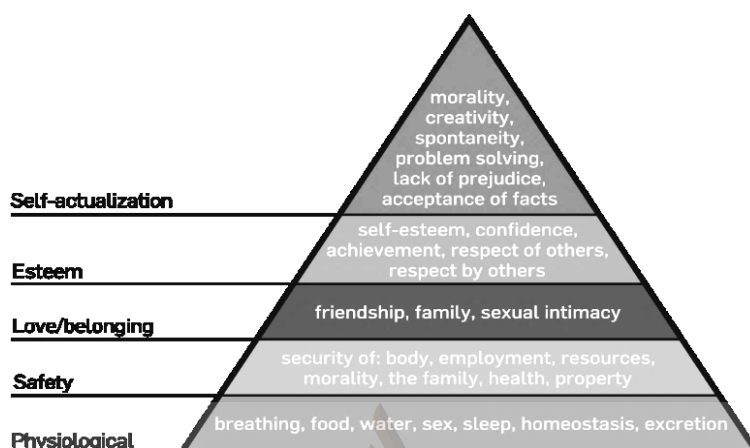 morality,
creativity,
spontaneity,
problem solving,
lack of prejudice,
acceptance of facts
Self-actualization
self-esteem, confidence,
achievement, respect of others,
respect by others
Esteem
friendship, family, sexual intimacy
Love/belonging
security of: body, employment, resources,
morality, the family, health, property
Safety
breathing, food, water, sex, sleep, homeostasis, excretion
Physiological